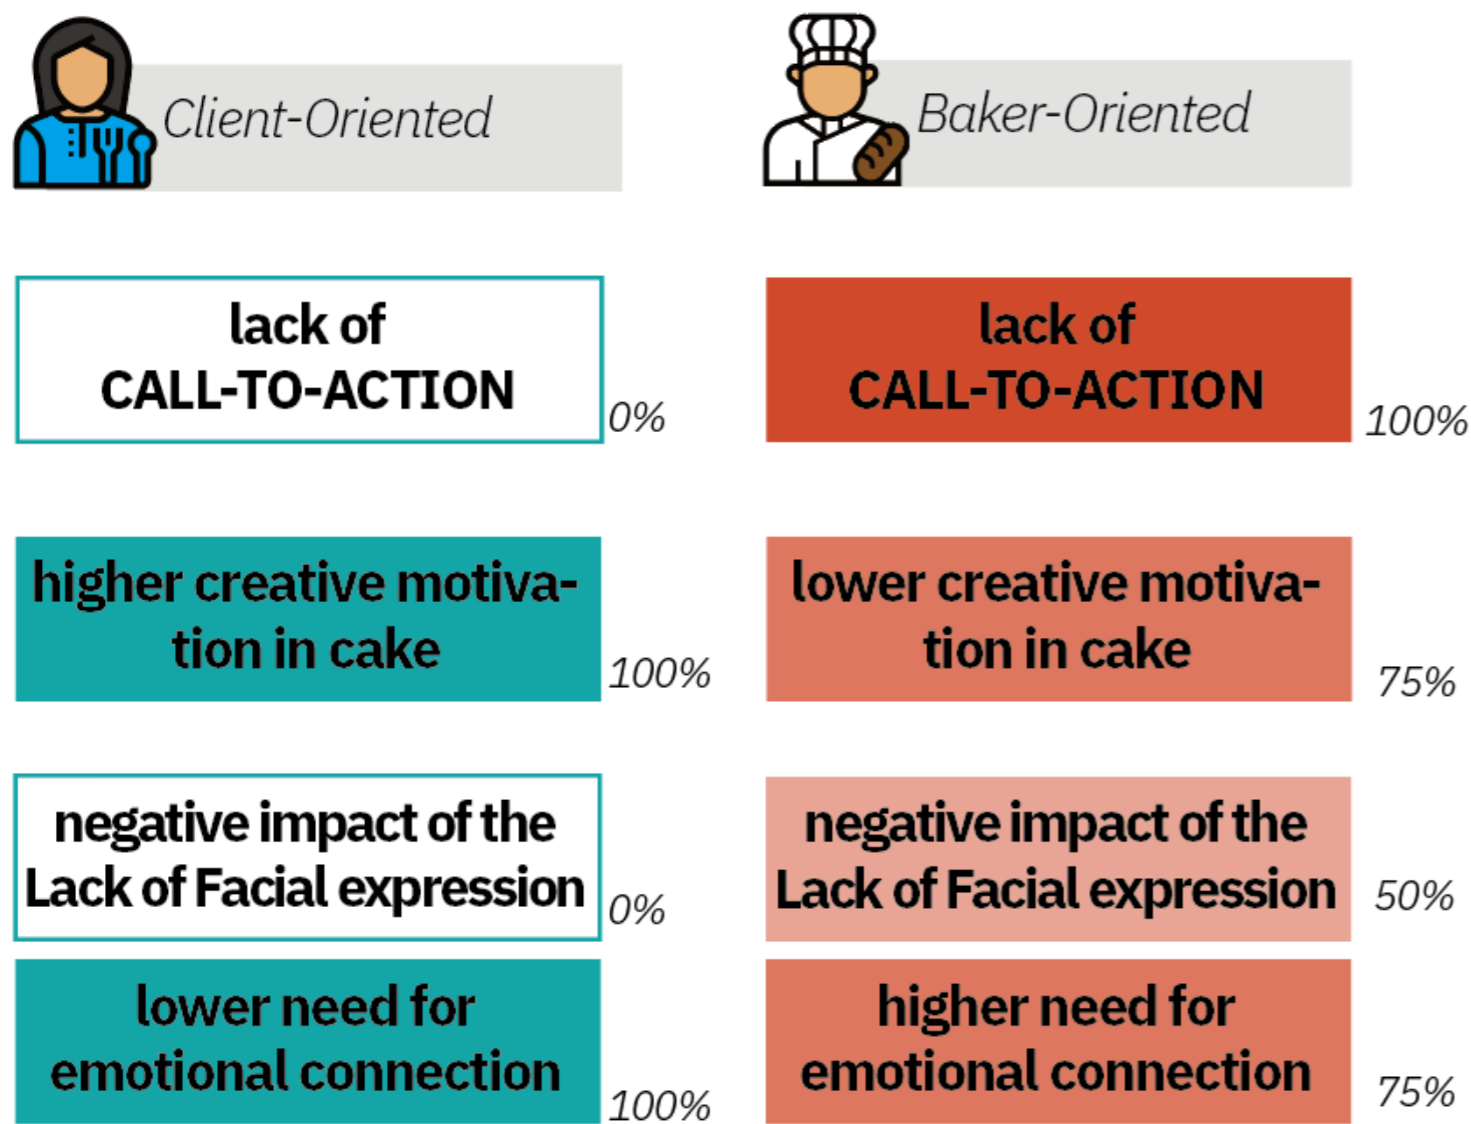 Client-Oriented
Baker-Oriented
lack of
CALL-TO-ACTION
0%
lack of
CALL-TO-ACTION
100%
higher creative motiva-
tion in cake
100%
lower creative motiva-
tion in cake
75%
negative impact of the
Lack of Facial expression
0%
negative impact of the
Lack of Facial expression
50%
lower need for
emotional connection
100%
higher need for
emotional connection
75%